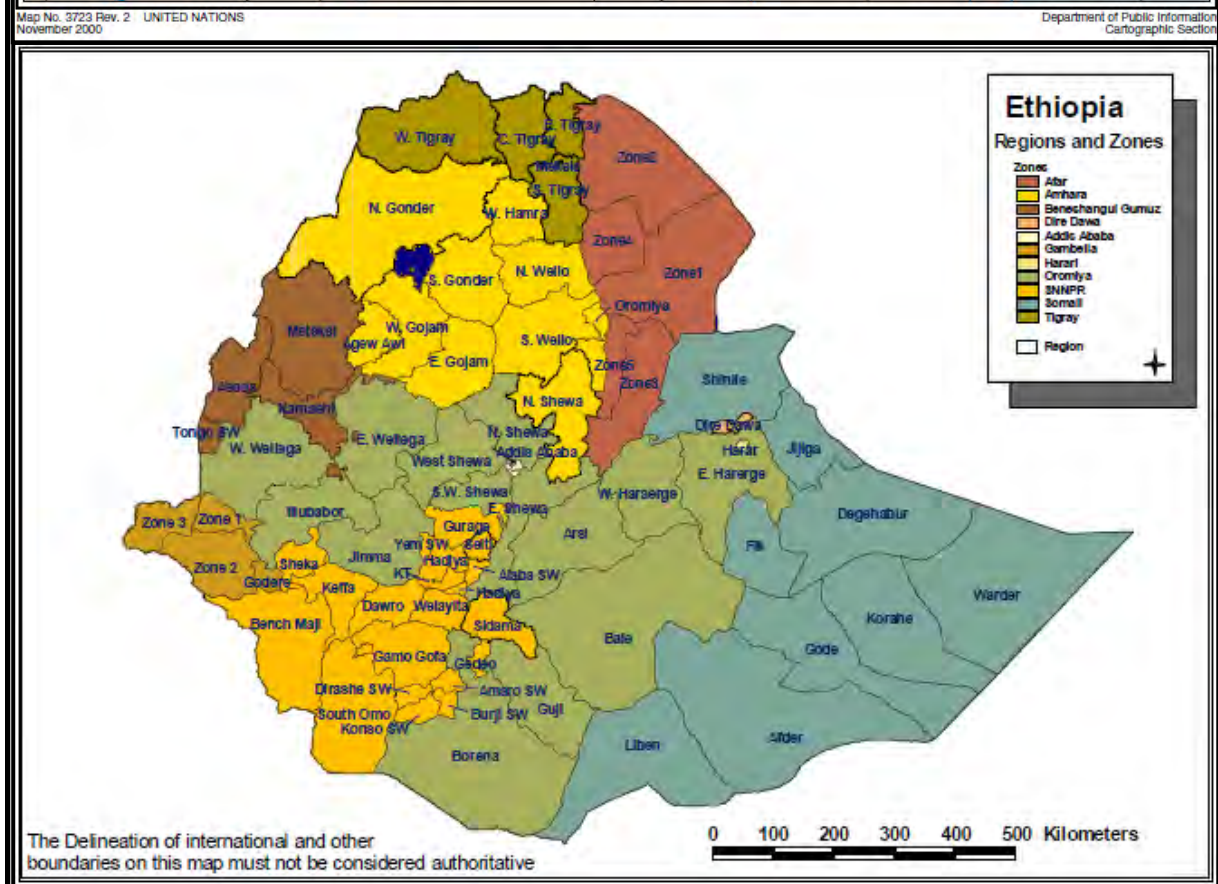 Map No. 3723 Rev. 2 UNITED NATIONS
November 2000
Department of Public Information
Cartographic Section
Ethiopia
Regions and Zones
Zones
Afar
Amhara
Beneshangul Gumuz
Dire Dawa
Addis Ababa
Gambella
Harari
Oromiya
SNNPR
Somali
Tigray
Region
W. Tigray
C. Tigray
E. Tigray
Mekele
S. Tigray
Zone2
N. Gonder
W. Hamra
Zone4
Zone1
S. Gonder
N. Wello
Oromiya
Metekel
W. Gojam
Agew Awi
S. Wello
E. Gojam
Zone5
Zone3
Shinile
N. Shewa
Kamashi
Tongo SW
W. Wellega
E. Wellega
N. Shewa
Dire Dawa
West Shewa
Addis Ababa
Harar
Jijiga
E. Harerge
S.W. Shewa
W. Haraerge
Illubabor
E. Shewa
Degehabur
Zone 3
Zone 1
Gurage
Arsi
Yem SW
Selti
Fik
Jimma
Hadiya
Sheka
Zone 2
KT
Alaba SW
Godere
Keffa
Hadiya
Warder
Dawro
Welayita
Korahe
Bench Maji
Sidama
Bale
Gamo Gofa
Gedeo
Gode
Dirashe SW
Amaro SW
South Omo
Burji SW
Guji
Konso SW
Liben
Afder
Borena
The Delineation of international and other
boundaries on this map must not be considered authoritative
0 100 200 300 400 500 Kilometers